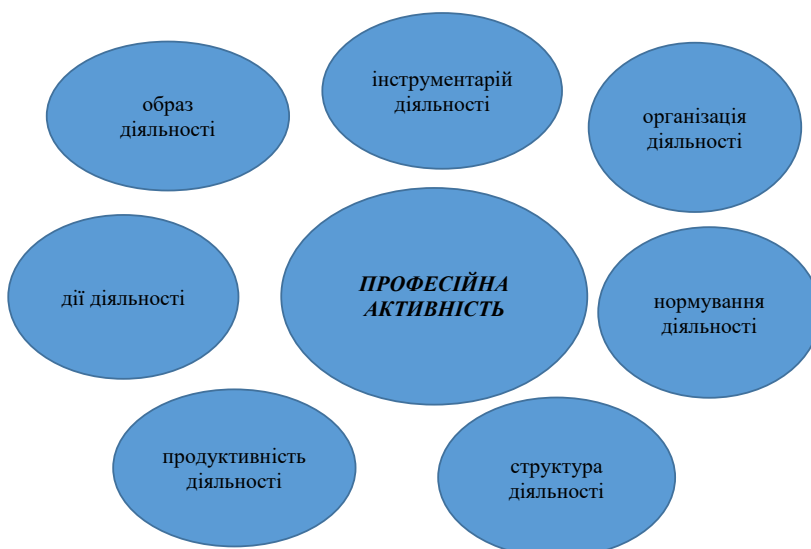 образ
діяльності
інструментарій
діяльності
організація
діяльності
дії діяльності
ПРОФЕСІЙНА
АКТИВНІСТЬ
нормування
діяльності
продуктивність
діяльності
структура
діяльності